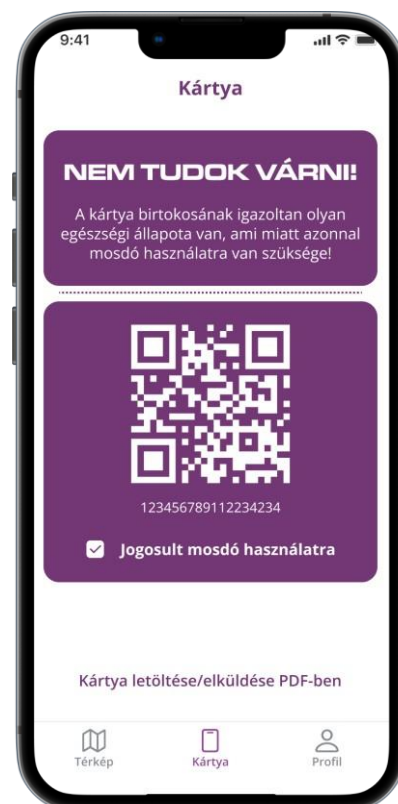 9:41
Kártya
NEM TUDOK VÁRNI!
A kártya birtokosának igazoltan olyan
egészségi állapota van, ami miatt azonnal
mosdó használatra van szüksége!
123456789112234234
Jogosult mosdó használatra
Kártya letöltése/elküldése PDF-ben
Térkép
Kártya
Profil